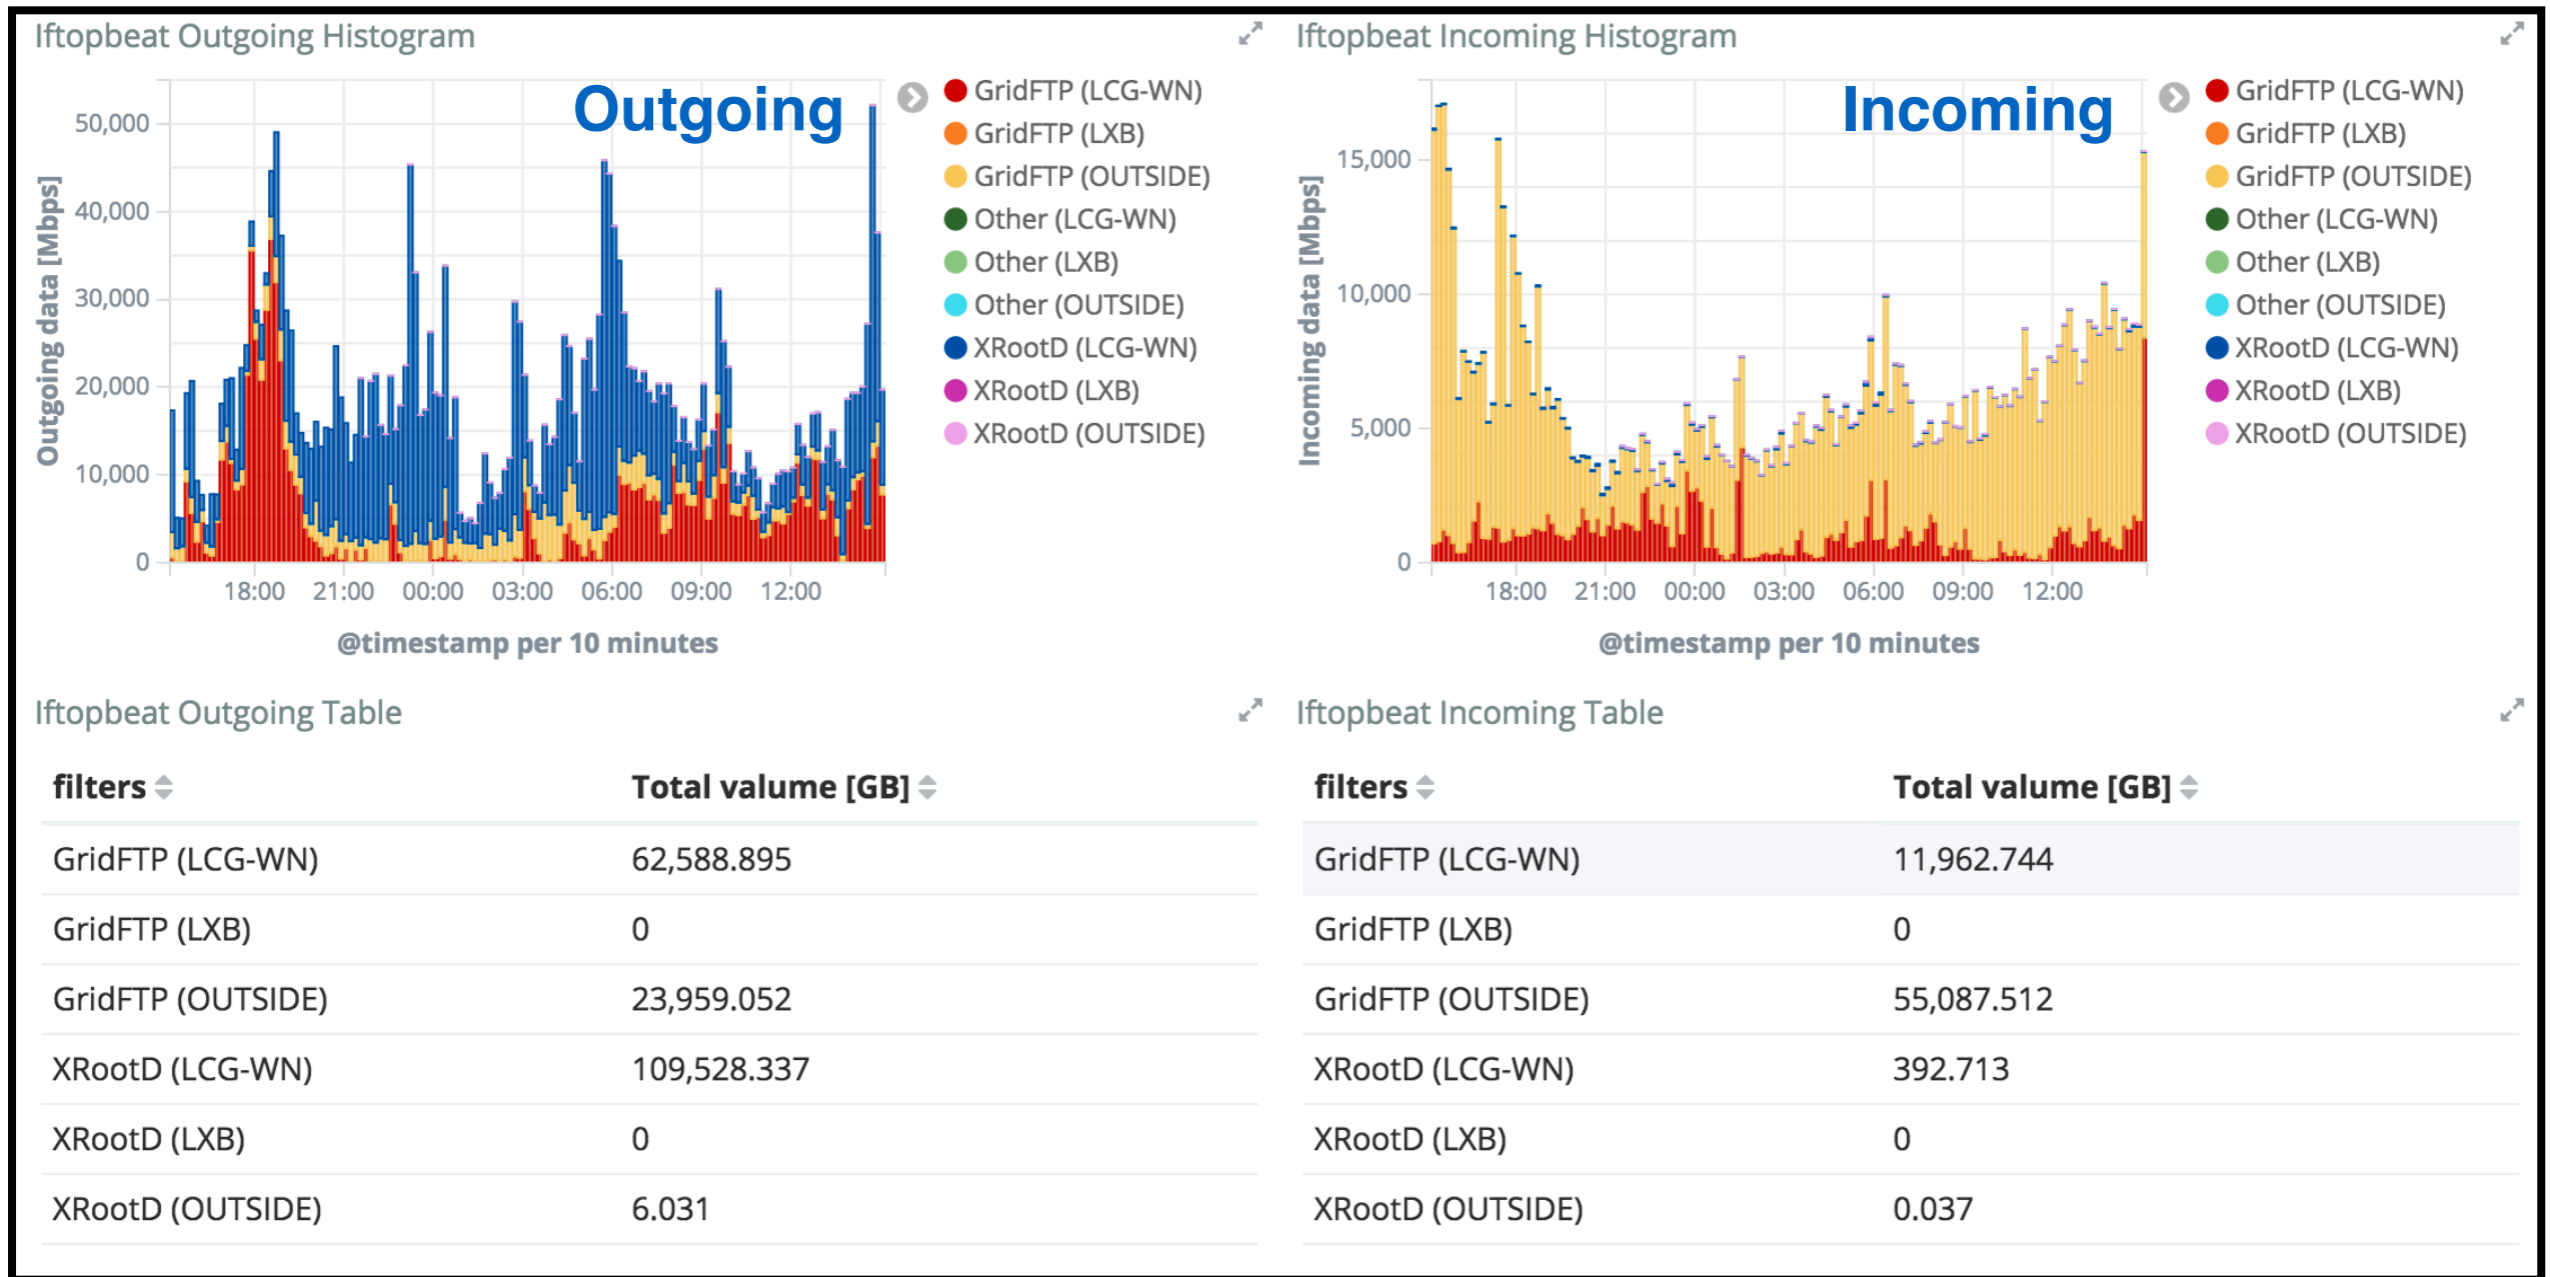 Iftopbeat Outgoing Histogram
Outgoing
Outgoing data [Mbps]
50,000
40,000
30,000
20,000
10,000
0
18:00 21:00 00:00 03:00 06:00 09:00 12:00
@timestamp per 10 minutes
GridFTP (LCG-WN)
GridFTP (LXB)
GridFTP (OUTSIDE)
Other (LCG-WN)
Other (LXB)
Other (OUTSIDE)
XRootD (LCG-WN)
XRootD (LXB)
XRootD (OUTSIDE)
Iftopbeat Incoming Histogram
Incoming
Incoming data [Mbps]
15,000
10,000
5,000
0
18:00 21:00 00:00 03:00 06:00 09:00 12:00
@timestamp per 10 minutes
GridFTP (LCG-WN)
GridFTP (LXB)
GridFTP (OUTSIDE)
Other (LCG-WN)
Other (LXB)
Other (OUTSIDE)
XRootD (LCG-WN)
XRootD (LXB)
XRootD (OUTSIDE)
Iftopbeat Outgoing Table
filters Total valume [GB]
GridFTP (LCG-WN) 62,588.895
GridFTP (LXB) 0
GridFTP (OUTSIDE) 23,959.052
XRootD (LCG-WN) 109,528.337
XRootD (LXB) 0
XRootD (OUTSIDE) 6.031
Iftopbeat Incoming Table
filters Total valume [GB]
GridFTP (LCG-WN) 11,962.744
GridFTP (LXB) 0
GridFTP (OUTSIDE) 55,087.512
XRootD (LCG-WN) 392.713
XRootD (LXB) 0
XRootD (OUTSIDE) 0.037